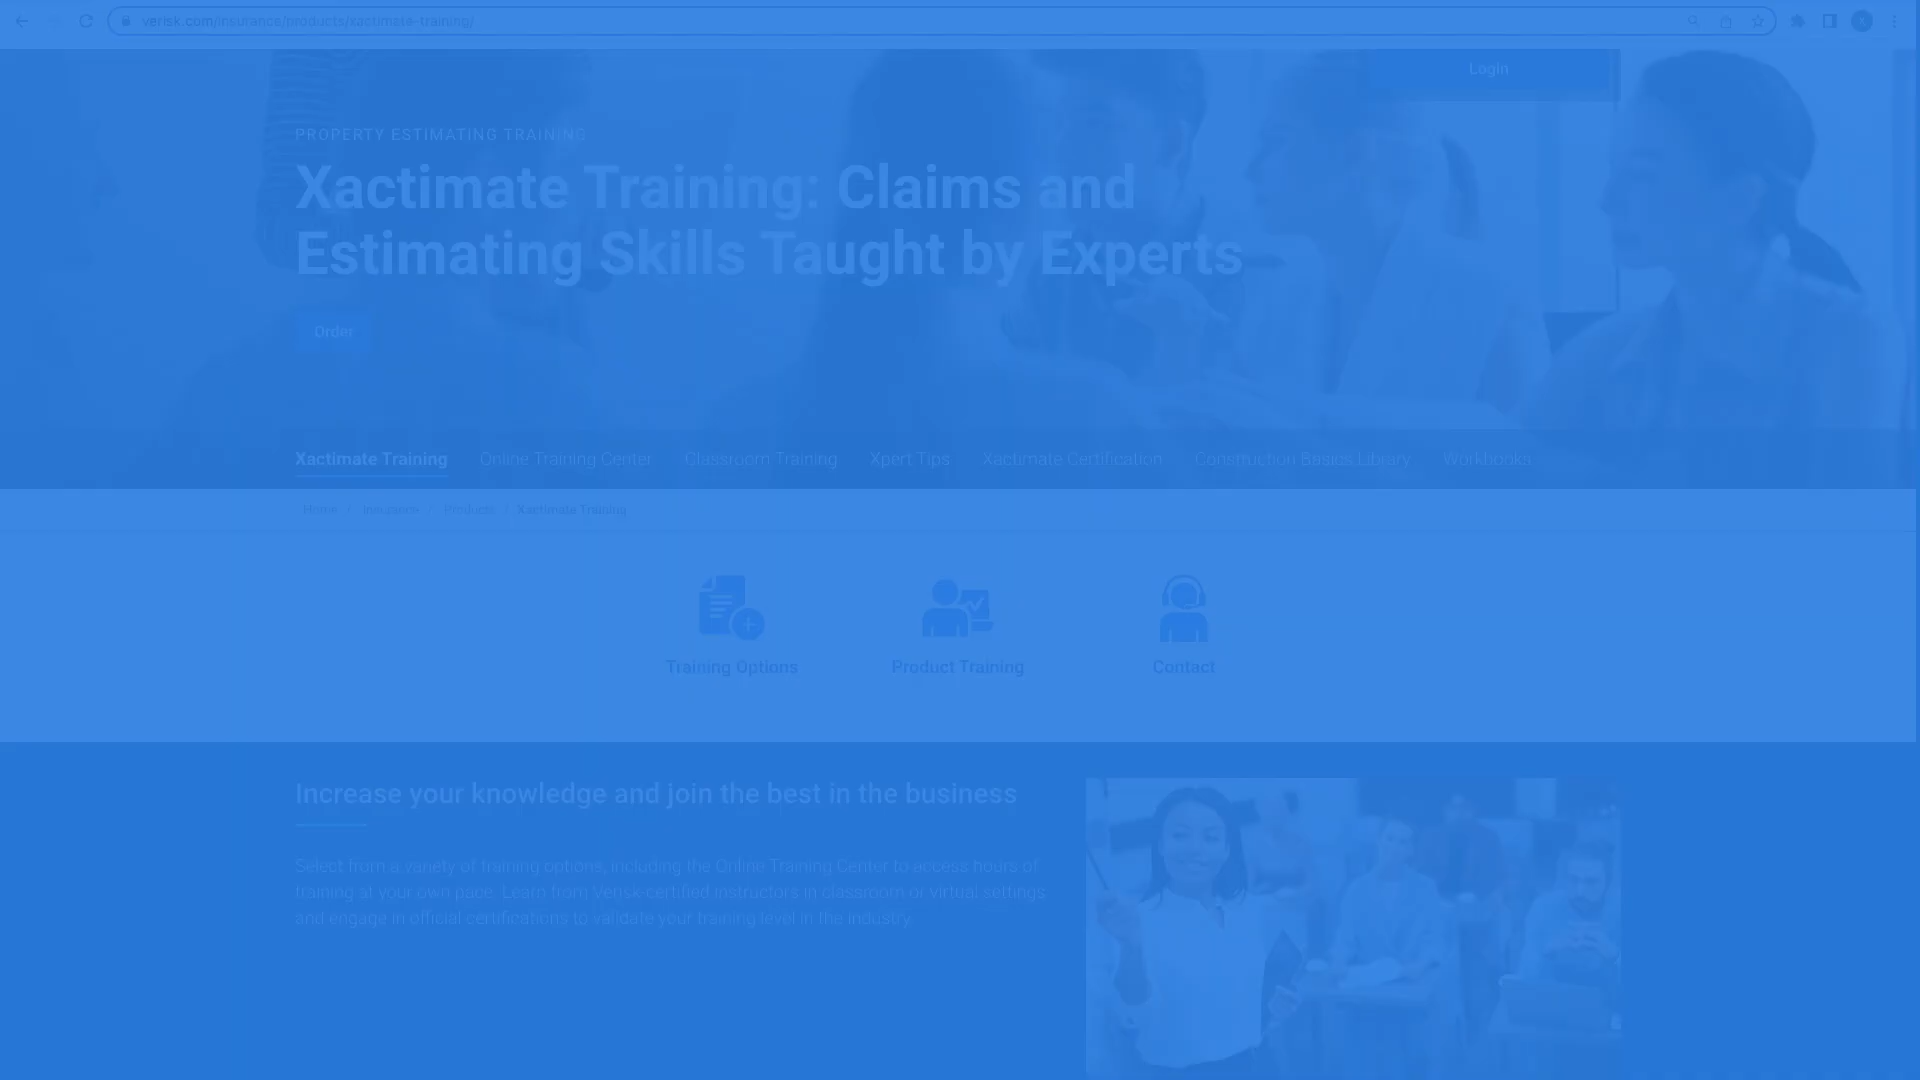 verisk.com/insurance/products/xactimate-training/
Login
PROPERTY ESTIMATING TRAINING
Xactimate Training: Claims and
Estimating Skills Taught by Experts
Order
Xactimate Training Online Training Center Classroom Training Xpert Tips Xactimate Certification Construction Basics Library Workbooks
Home / Insurance / Products / Xactimate Training
Training Options Product Training Contact
Increase your knowledge and join the best in the business
Select from a variety of training options, including the Online Training Center to access hours of
training at your own pace. Learn from Verisk-certified instructors in classroom or virtual settings
and engage in official certifications to validate your training level in the industry.